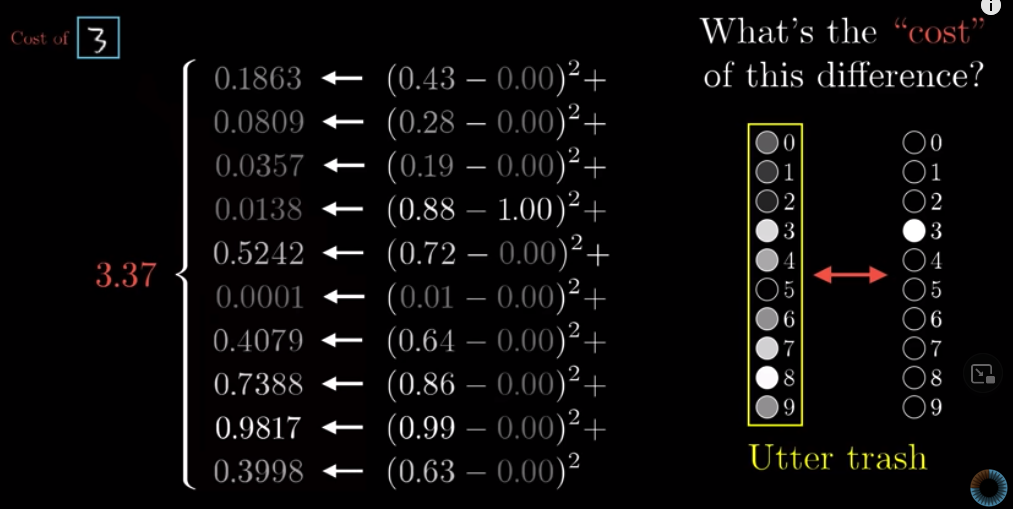 Cost of 3
What's the "cost"
of this difference?
3.37
0.1863 ← (0.43 − 0.00)²+
0.0809 ← (0.28 − 0.00)²+
0.0357 ← (0.19 − 0.00)²+
0.0138 ← (0.88 − 1.00)²+
0.5242 ← (0.72 − 0.00)²+
0.0001 ← (0.01 − 0.00)²+
0.4079 ← (0.64 − 0.00)²+
0.7388 ← (0.86 − 0.00)²+
0.9817 ← (0.99 − 0.00)²+
0.3998 ← (0.63 − 0.00)²
0
1
2
3
4
5
6
7
8
9
0
1
2
3
4
5
6
7
8
9
Utter trash
i